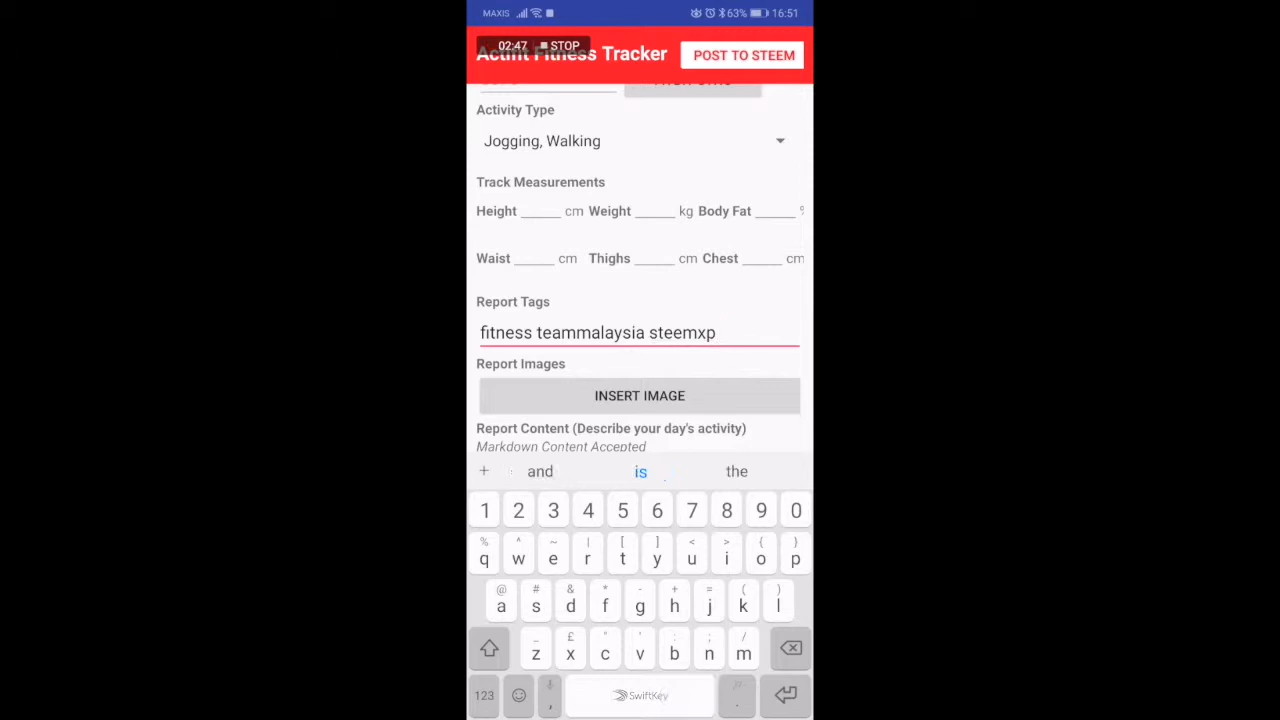 MAXIS 63% 16:51
02:47 STOP
Actifit Fitness Tracker POST TO STEEM
Activity Type
Jogging, Walking
Track Measurements
Height cm Weight kg Body Fat %
Waist cm Thighs cm Chest cm
Report Tags
fitness teammalaysia steemxp
Report Images
INSERT IMAGE
Report Content (Describe your day's activity)
Markdown Content Accepted
+ and is the
1 2 3 4 5 6 7 8 9 0
% ^ ~ | [ ] < > { }
q w e r t y u i o p
@ # & * - + = ( )
a s d f g h j k l
_ £ " ' : ; /
z x c v b n m
123 , SwiftKey .